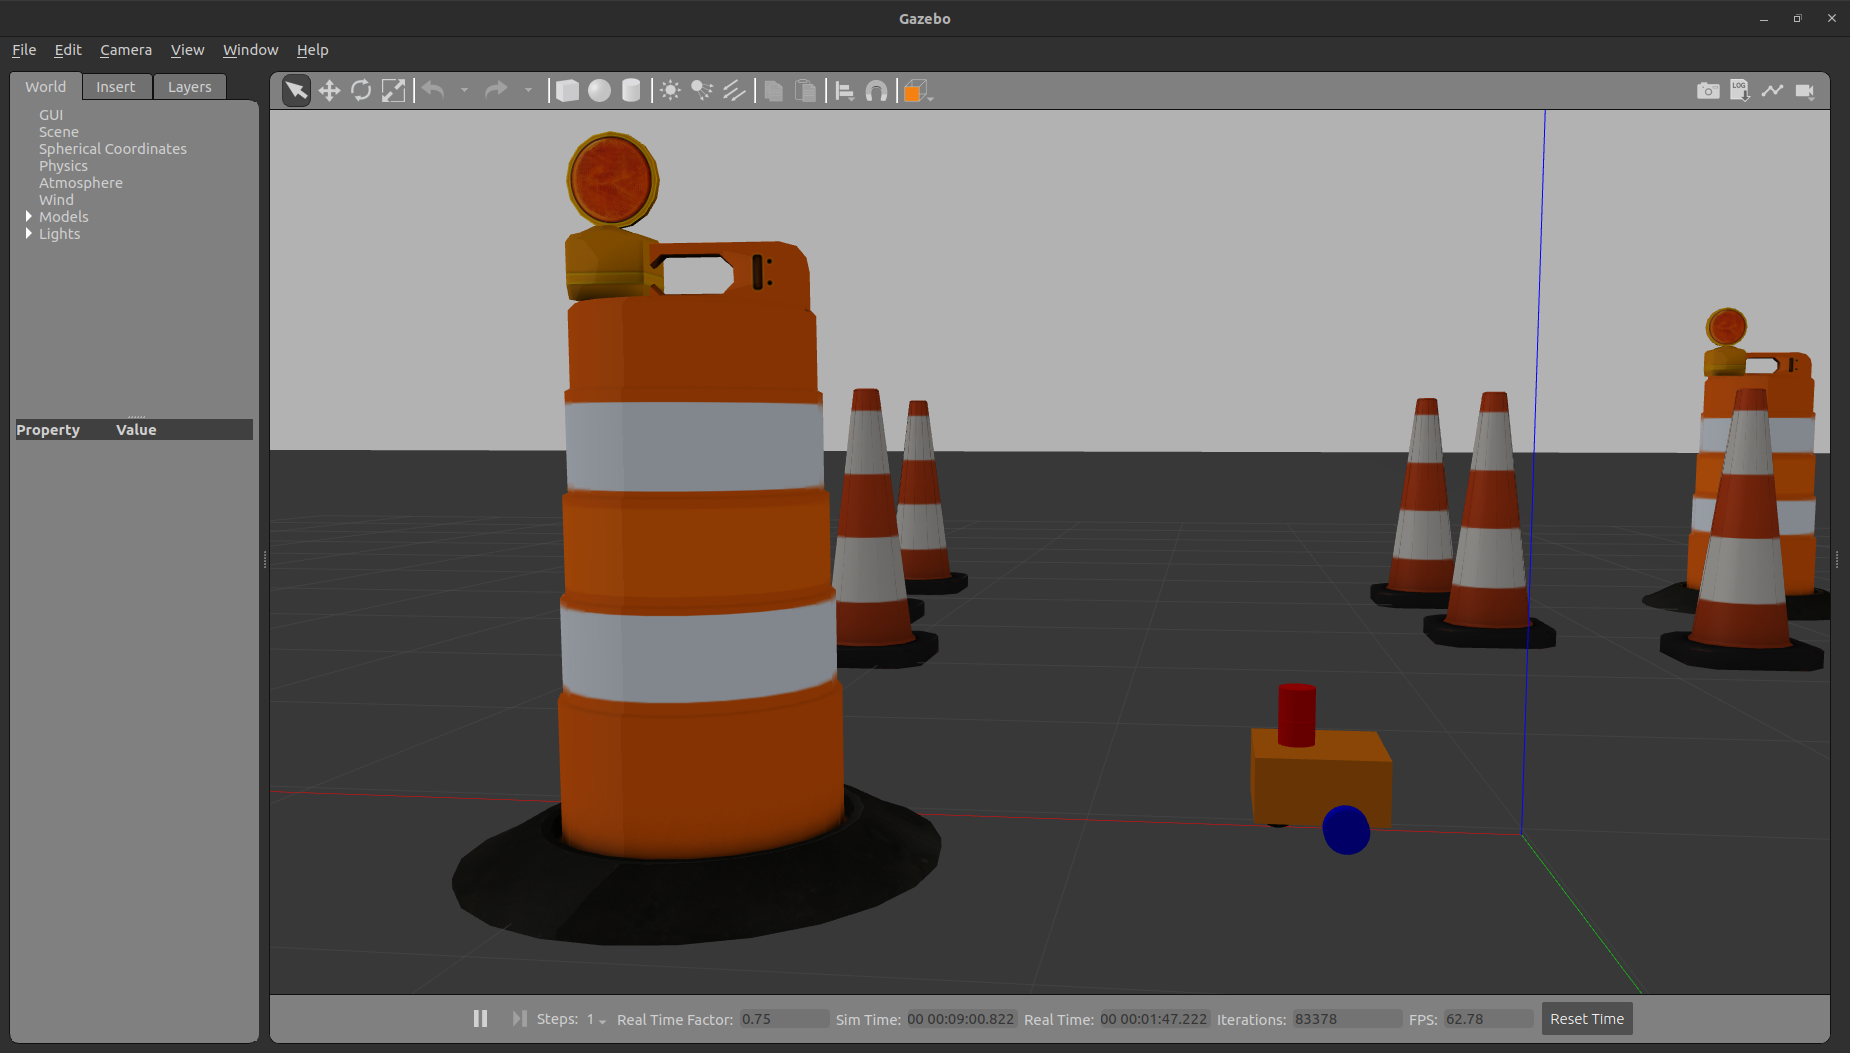 Gazebo
File Edit Camera View Window Help
World Insert Layers
GUI
Scene
Spherical Coordinates
Physics
Atmosphere
Wind
Models
Lights
Property Value
LOG
Steps: 1 Real Time Factor: 0.75 Sim Time: 00 00:09:00.822 Real Time: 00 00:01:47.222 Iterations: 83378 FPS: 62.78 Reset Time